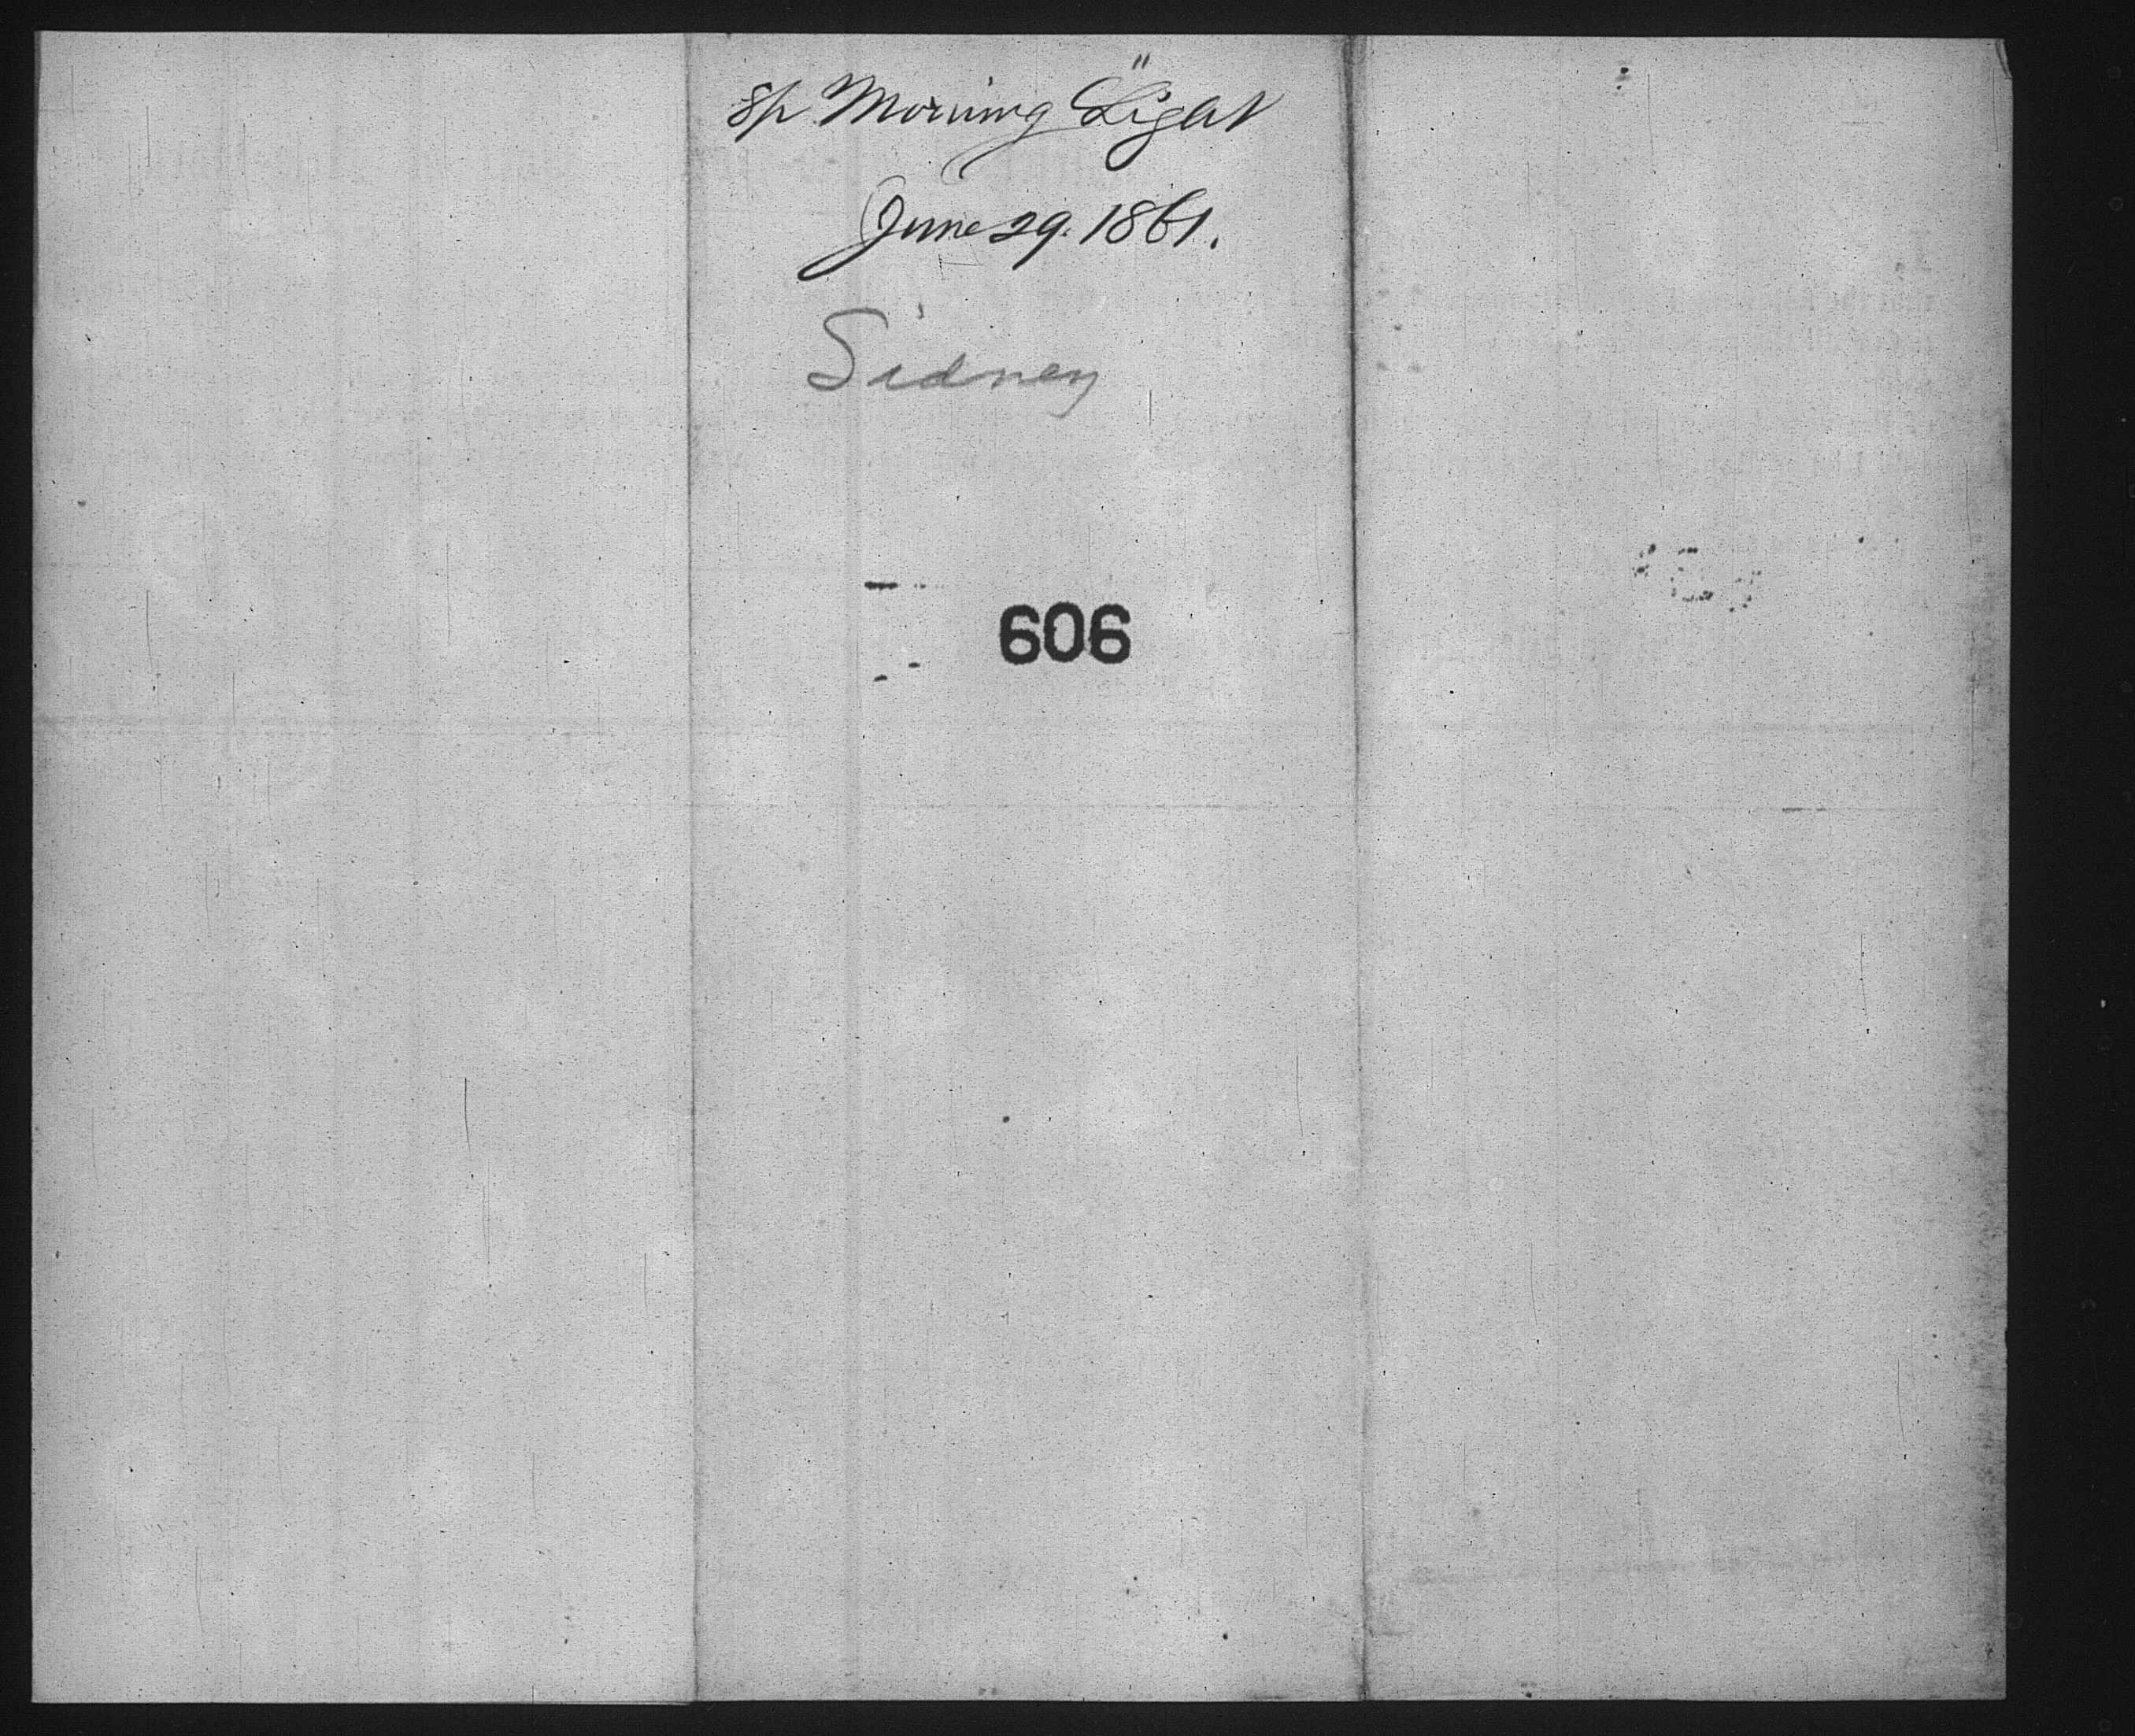 Sp Morning Light"
June 29. 1861.
Sidney
606